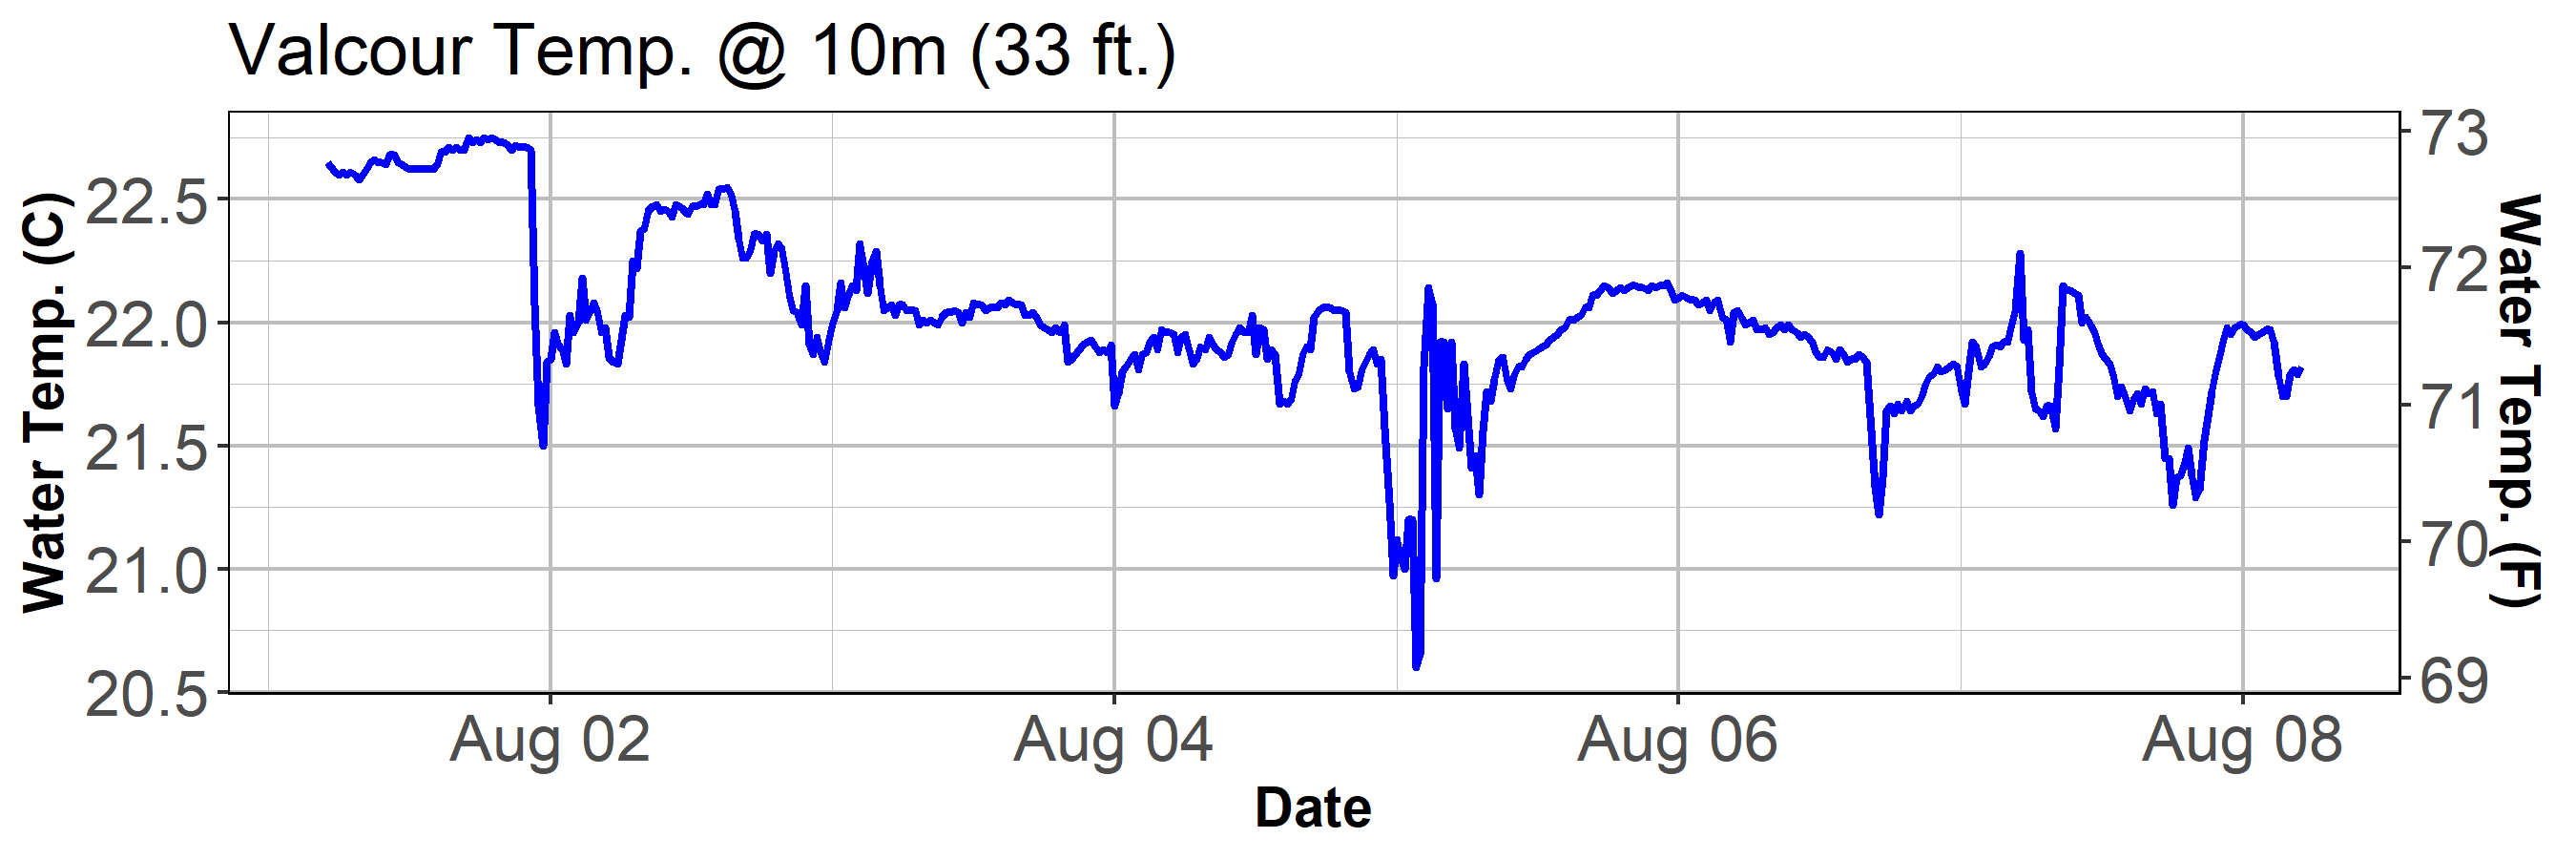 Valcour Temp. @ 10m (33 ft.)
Water Temp. (C)
22.5
22.0
21.5
21.0
20.5
73
72
71
70
69
Water Temp. (F)
Aug 02
Aug 04
Aug 06
Aug 08
Date